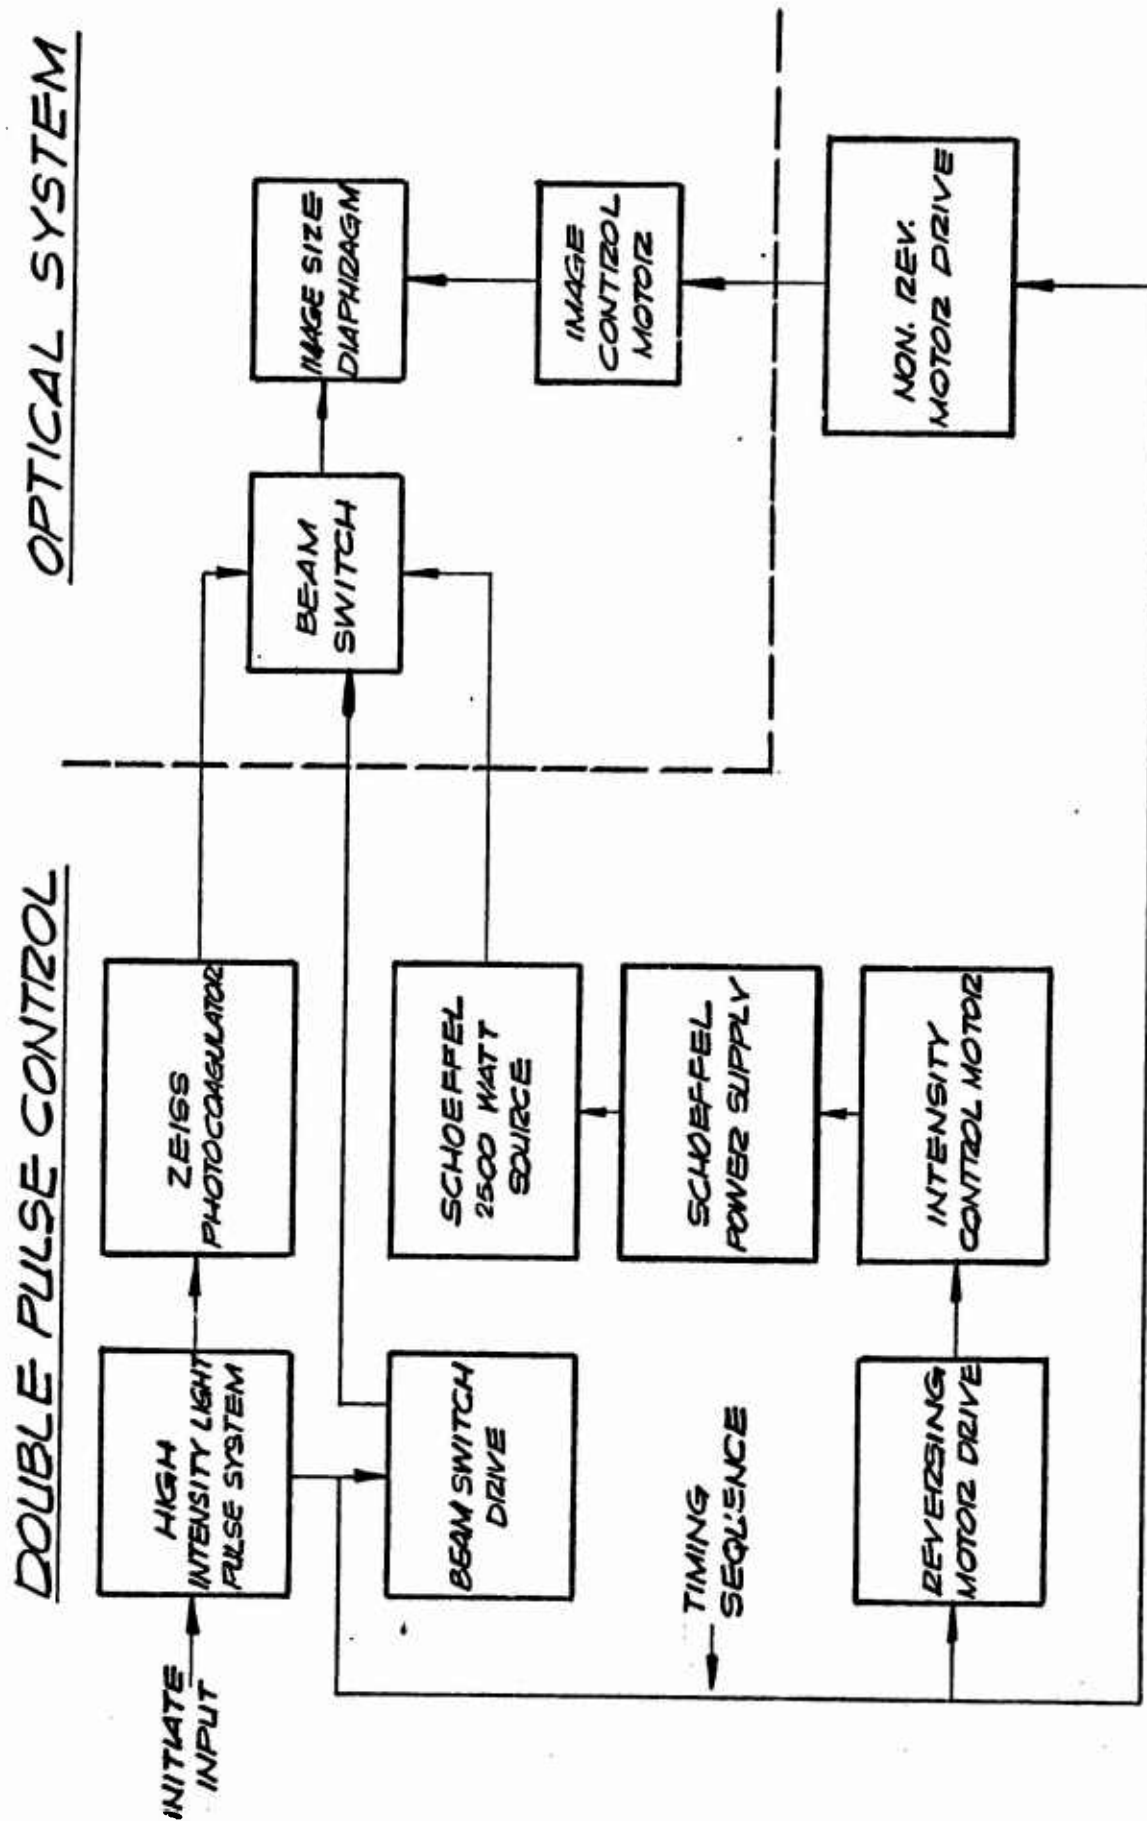 DOUBLE PULSE CONTROL
OPTICAL SYSTEM
INITIATE
INPUT
HIGH
INTENSITY LIGHT
PULSE SYSTEM
ZEISS
PHOTOCOAGULATOR
BEAM
SWITCH
IMAGE SIZE
DIAPHRAGM
BEAM SWITCH
DRIVE
SCHOEFFEL
2500 WATT
SOURCE
IMAGE
CONTROL
MOTOR
TIMING
SEQUENCE
SCHOEFFEL
POWER SUPPLY
REVERSING
MOTOR DRIVE
INTENSITY
CONTROL MOTOR
NON. REV.
MOTOR DRIVE